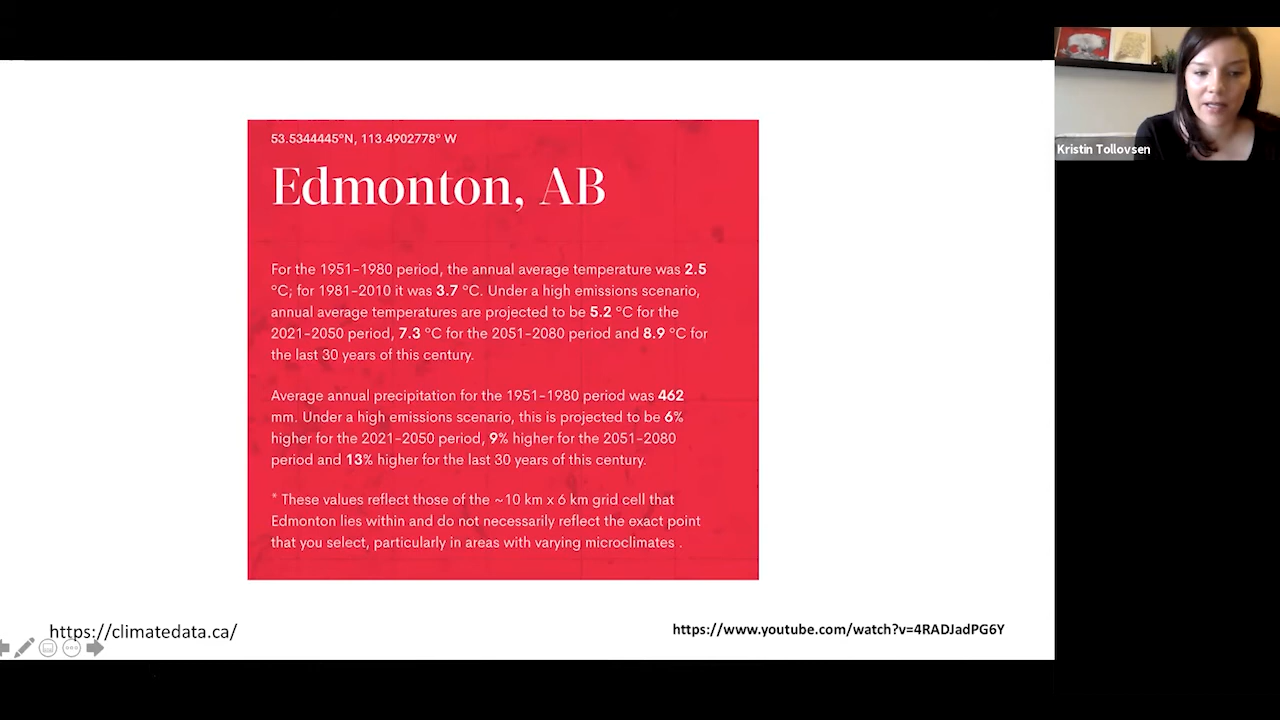 53.5344445°N, 113.4902778° W
Edmonton, AB
For the 1951-1980 period, the annual average temperature was 2.5
ºC; for 1981-2010 it was 3.7 ºC. Under a high emissions scenario,
annual average temperatures are projected to be 5.2 ºC for the
2021-2050 period, 7.3 ºC for the 2051-2080 period and 8.9 ºC for
the last 30 years of this century.
Average annual precipitation for the 1951-1980 period was 462
mm. Under a high emissions scenario, this is projected to be 6%
higher for the 2021-2050 period, 9% higher for the 2051-2080
period and 13% higher for the last 30 years of this century.
* These values reflect those of the ~10 km x 6 km grid cell that
Edmonton lies within and do not necessarily reflect the exact point
that you select, particularly in areas with varying microclimates .
https://climatedata.ca/
https://www.youtube.com/watch?v=4RADJadPG6Y
Kristin Tollovsen